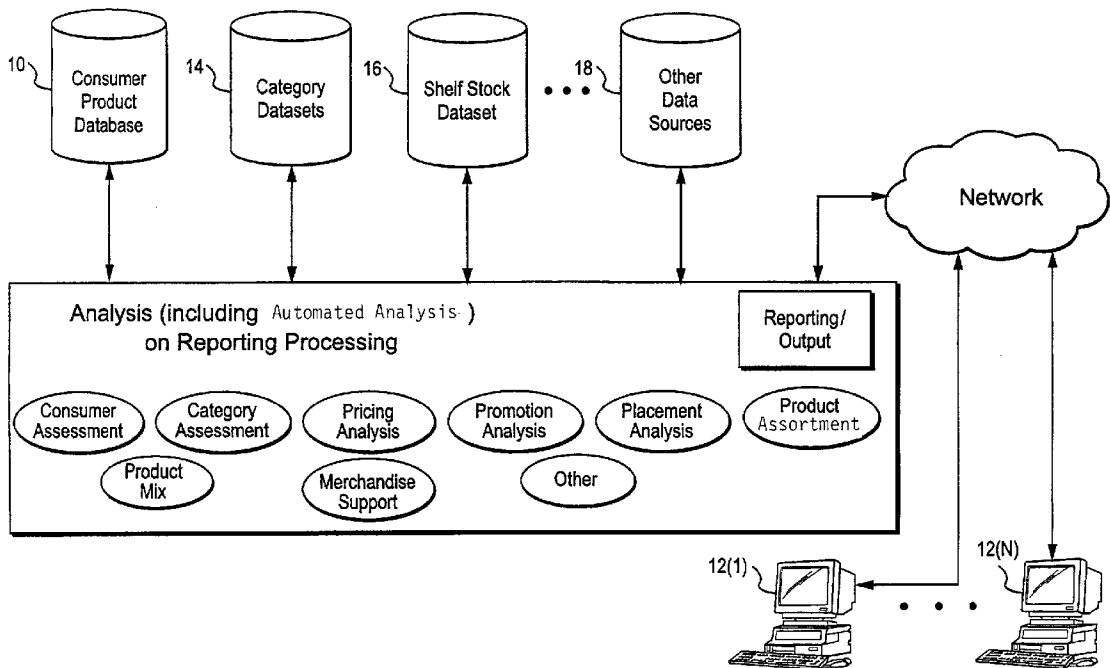 10
Consumer
Product
Database
14
Category
Datasets
16
Shelf Stock
Dataset
18
Other
Data
Sources
Network
Analysis (including Automated Analysis )
on Reporting Processing
Reporting/
Output
Consumer
Assessment
Category
Assessment
Pricing
Analysis
Promotion
Analysis
Placement
Analysis
Product
Assortment
Product
Mix
Merchandise
Support
Other
12(1)
12(N)